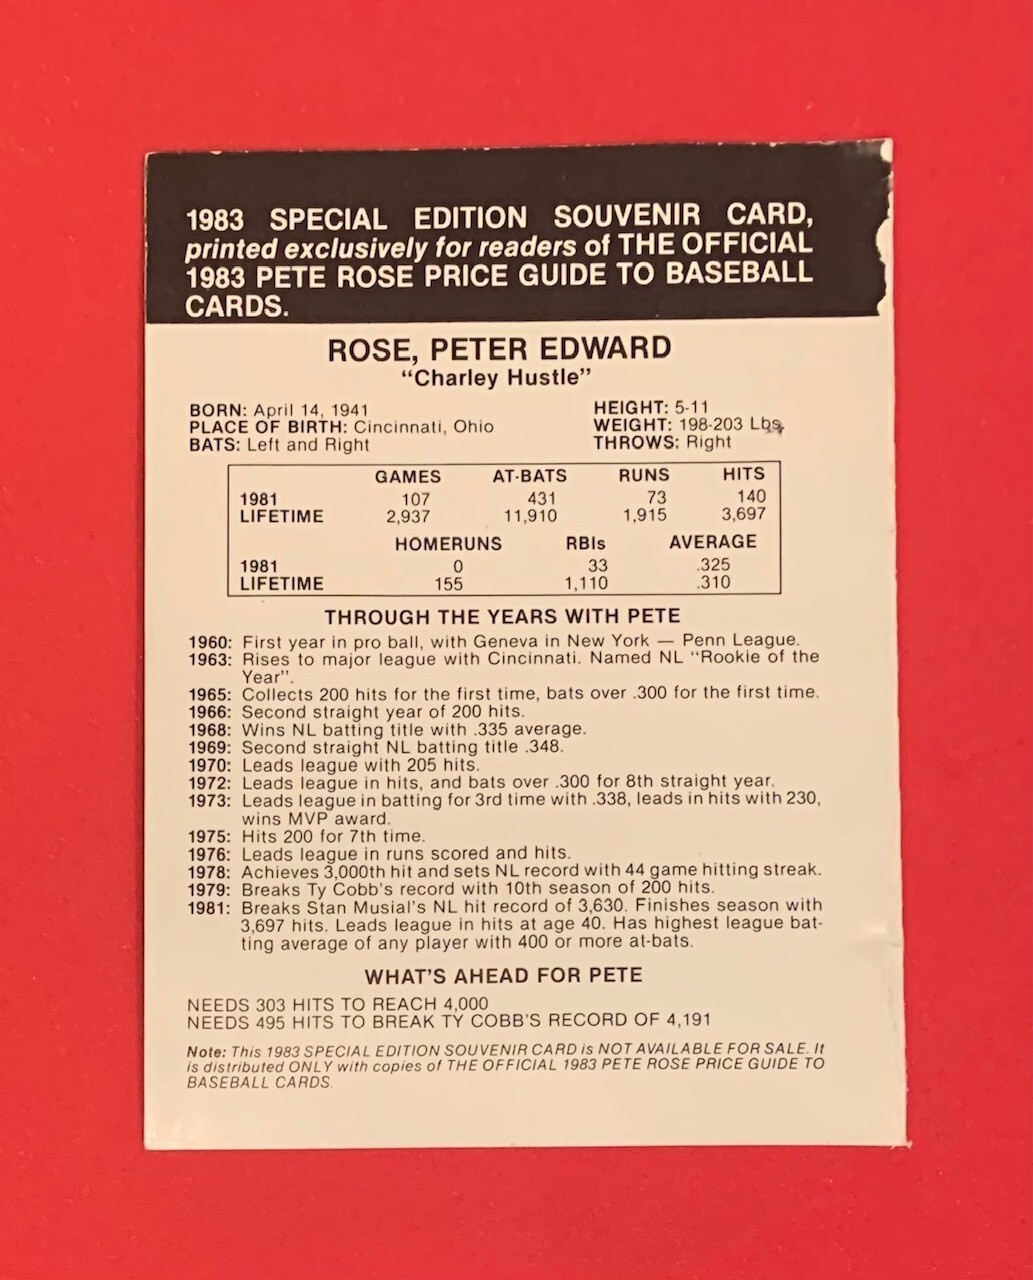 1983 SPECIAL EDITION SOUVENIR CARD,
printed exclusively for readers of THE OFFICIAL
1983 PETE ROSE PRICE GUIDE TO BASEBALL
CARDS.
ROSE, PETER EDWARD
"Charley Hustle"
BORN: April 14, 1941 HEIGHT: 5-11
PLACE OF BIRTH: Cincinnati, Ohio WEIGHT: 198-203 Lbs.
BATS: Left and Right THROWS: Right
GAMES AT-BATS RUNS HITS
1981 107 431 73 140
LIFETIME 2,937 11,910 1,915 3,697
HOMERUNS RBIs AVERAGE
1981 0 33 .325
LIFETIME 155 1,110 .310
THROUGH THE YEARS WITH PETE
1960: First year in pro ball, with Geneva in New York — Penn League.
1963: Rises to major league with Cincinnati. Named NL "Rookie of the
Year".
1965: Collects 200 hits for the first time, bats over .300 for the first time.
1966: Second straight year of 200 hits.
1968: Wins NL batting title with .335 average.
1969: Second straight NL batting title .348.
1970: Leads league with 205 hits.
1972: Leads league in hits, and bats over .300 for 8th straight year.
1973: Leads league in batting for 3rd time with .338, leads in hits with 230,
wins MVP award.
1975: Hits 200 for 7th time.
1976: Leads league in runs scored and hits.
1978: Achieves 3,000th hit and sets NL record with 44 game hitting streak.
1979: Breaks Ty Cobb's record with 10th season of 200 hits.
1981: Breaks Stan Musial's NL hit record of 3,630. Finishes season with
3,697 hits. Leads league in hits at age 40. Has highest league bat-
ting average of any player with 400 or more at-bats.
WHAT'S AHEAD FOR PETE
NEEDS 303 HITS TO REACH 4,000
NEEDS 495 HITS TO BREAK TY COBB'S RECORD OF 4,191
Note: This 1983 SPECIAL EDITION SOUVENIR CARD is NOT AVAILABLE FOR SALE. It
is distributed ONLY with copies of THE OFFICIAL 1983 PETE ROSE PRICE GUIDE TO
BASEBALL CARDS.